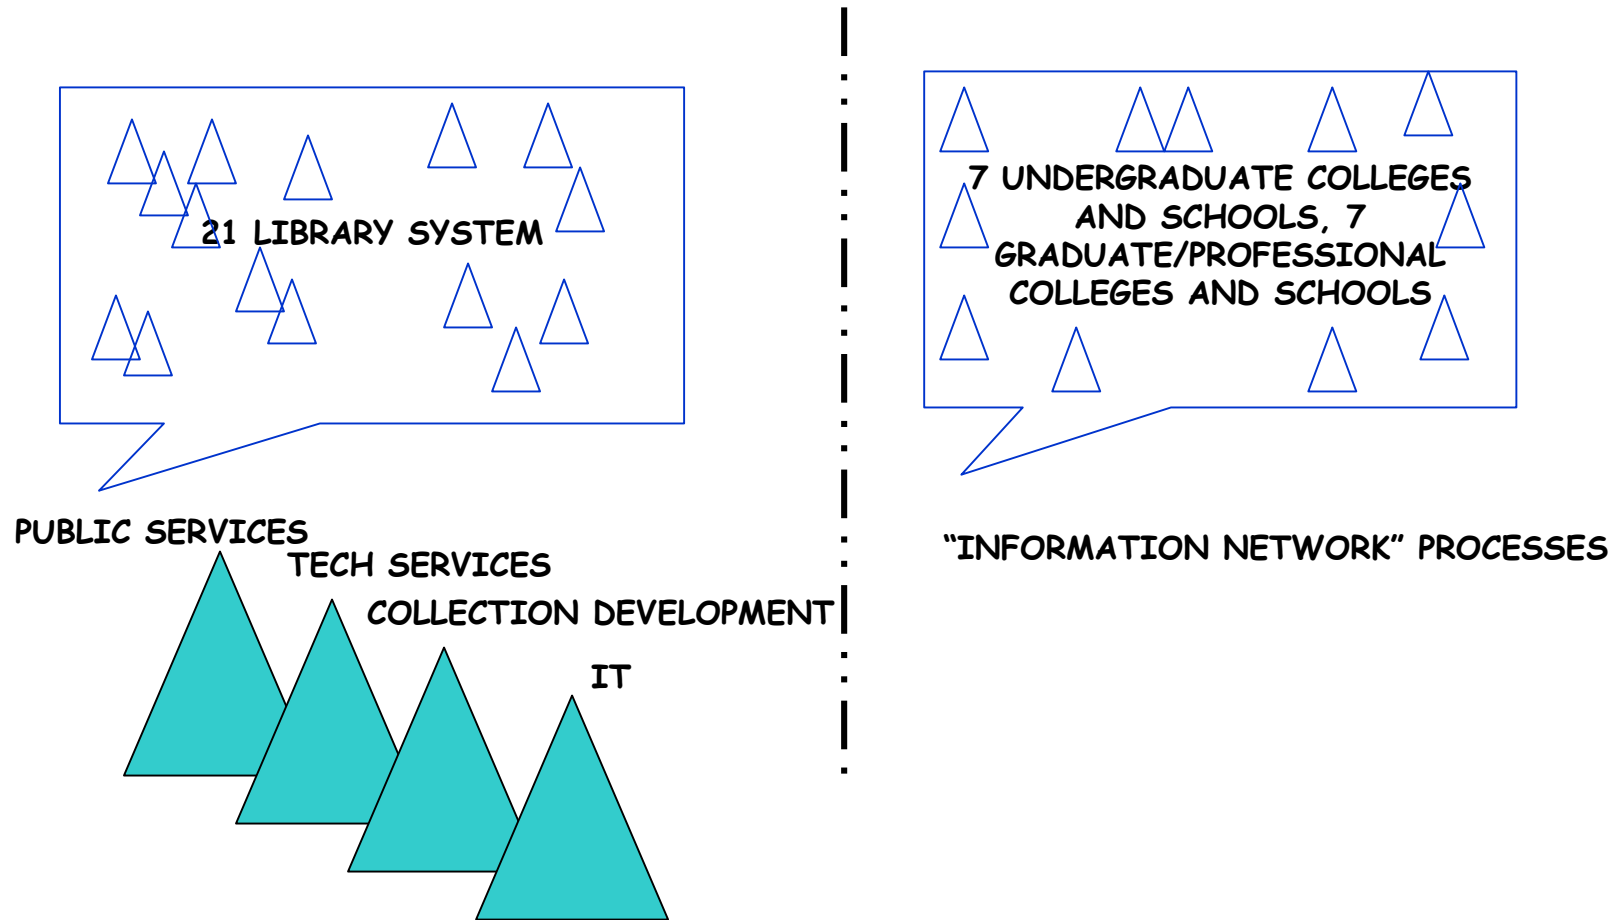 21 LIBRARY SYSTEM
PUBLIC SERVICES
TECH SERVICES
COLLECTION DEVELOPMENT
IT
7 UNDERGRADUATE COLLEGES
AND SCHOOLS, 7
GRADUATE/PROFESSIONAL
COLLEGES AND SCHOOLS
“INFORMATION NETWORK” PROCESSES